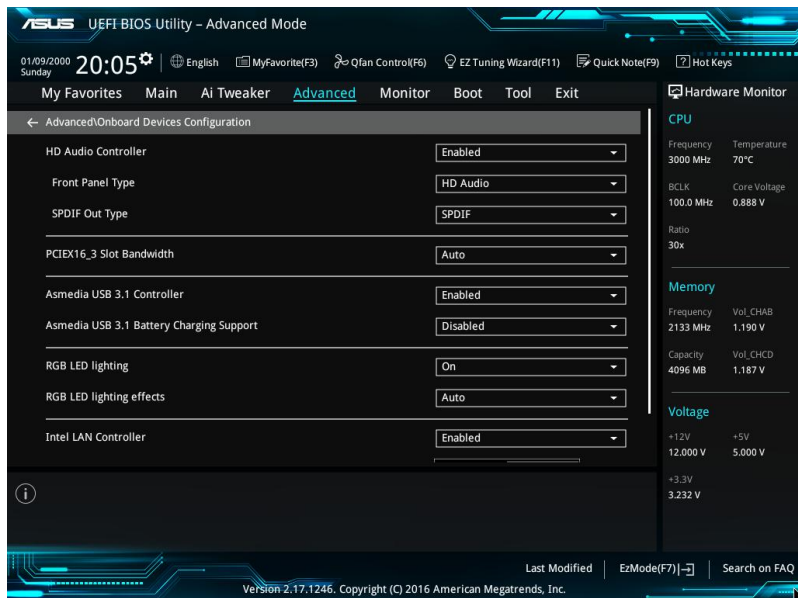 ASUS UEFI BIOS Utility – Advanced Mode
01/09/2000
Sunday
20:05
English
MyFavorite(F3)
Qfan Control(F6)
EZ Tuning Wizard(F11)
Quick Note(F9)
Hot Keys
My Favorites Main Ai Tweaker Advanced Monitor Boot Tool Exit
Advanced\Onboard Devices Configuration
HD Audio Controller Enabled
Front Panel Type HD Audio
SPDIF Out Type SPDIF
PCIEX16_3 Slot Bandwidth Auto
Asmedia USB 3.1 Controller Enabled
Asmedia USB 3.1 Battery Charging Support Disabled
RGB LED lighting On
RGB LED lighting effects Auto
Intel LAN Controller Enabled
Hardware Monitor
CPU
Frequency Temperature
3000 MHz 70°C
BCLK Core Voltage
100.0 MHz 0.888 V
Ratio
30x
Memory
Frequency Vol_CHAB
2133 MHz 1.190 V
Capacity Vol_CHCD
4096 MB 1.187 V
Voltage
+12V +5V
12.000 V 5.000 V
+3.3V
3.232 V
Last Modified EzMode(F7) Search on FAQ
Version 2.17.1246. Copyright (C) 2016 American Megatrends, Inc.